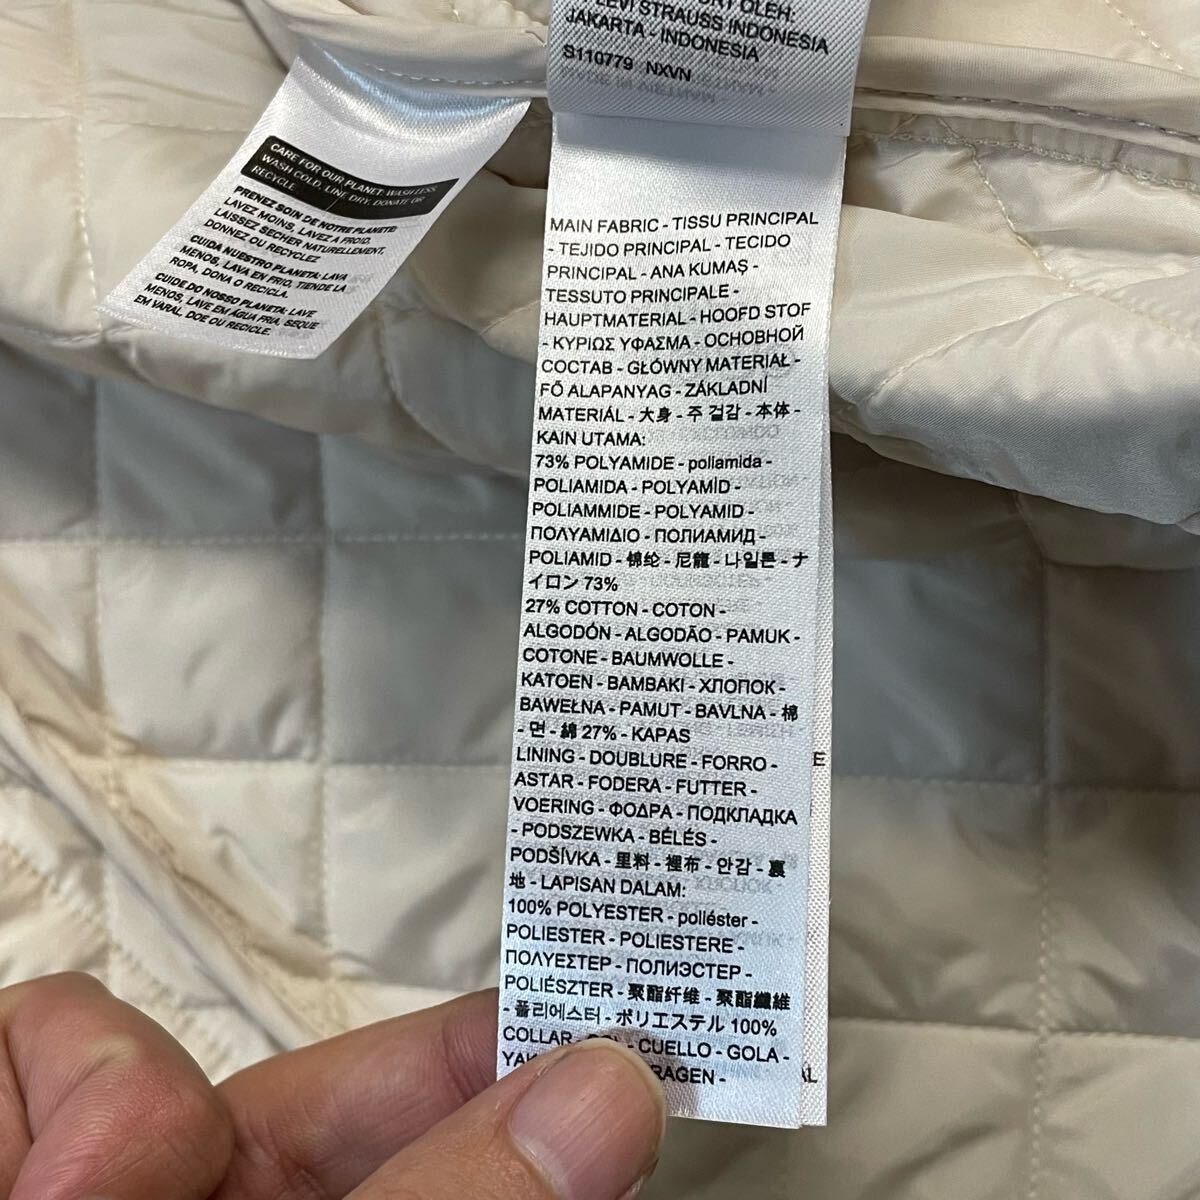 LEVI STRAUSS INDONESIA
JAKARTA - INDONESIA
S110779 NXVN
CARE FOR OUR PLANET: WASH LESS
WASH COLD, LINE DRY, DONATE OR
RECYCLE
PRENEZ SOIN DE NOTRE PLANETE:
LAVEZ MOINS, LAVEZ A FROID.
LAISSEZ SECHER NATURELLEMENT,
DONNEZ OU RECYCLEZ
CUIDA NUESTRO PLANETA: LAVA
MENOS, LAVA EN FRIO, TIENDE LA
ROPA, DONA O RECICLA.
CUIDE DO NOSSO PLANETA: LAVE
MENOS, LAVE EM ÁGUA FRIA, SEQUE
EM VARAL, DOE OU RECICLE.
MAIN FABRIC - TISSU PRINCIPAL
- TEJIDO PRINCIPAL - TECIDO
PRINCIPAL - ANA KUMAŞ -
TESSUTO PRINCIPALE -
HAUPTMATERIAL - HOOFD STOF
- ΚΥΡΙΩΣ ΥΦΑΣΜΑ - ОСНОВНОЙ
СОСТАВ - GŁÓWNY MATERIAŁ -
FŐ ALAPANYAG - ZÁKLADNÍ
MATERIÁL - 大身 - 주 겉감 - 本体 -
KAIN UTAMA:
73% POLYAMIDE - poliamida -
POLIAMIDA - POLYAMİD -
POLIAMMIDE - POLYAMID -
ΠΟΛΥΑΜΙΔΙΟ - ПОЛИАМИД -
POLIAMID - 锦纶 - 尼龍 - 나일론 - ナ
イロン 73%
27% COTTON - COTON -
ALGODÓN - ALGODÃO - PAMUK -
COTONE - BAUMWOLLE -
KATOEN - ΒΑΜΒΑΚΙ - ХЛОПОК -
BAWEŁNA - PAMUT - BAVLNA - 棉
- 면 - 綿 27% - KAPAS
LINING - DOUBLURE - FORRO -
ASTAR - FODERA - FUTTER -
VOERING - ΦΟΔΡΑ - ПОДКЛАДКА
- PODSZEWKA - BÉLÉS -
PODŠÍVKA - 里料 - 裡布 - 안감 - 裏
地 - LAPISAN DALAM:
100% POLYESTER - poliéster -
POLIESTER - POLIESTERE -
ΠΟΛΥΕΣΤΕΡ - ПОЛИЭСТЕР -
POLIÉSZTER - 聚酯纤维 - 聚酯纖維
- 폴리에스터 - ポリエステル 100%
COLLAR - CUELLO - GOLA -